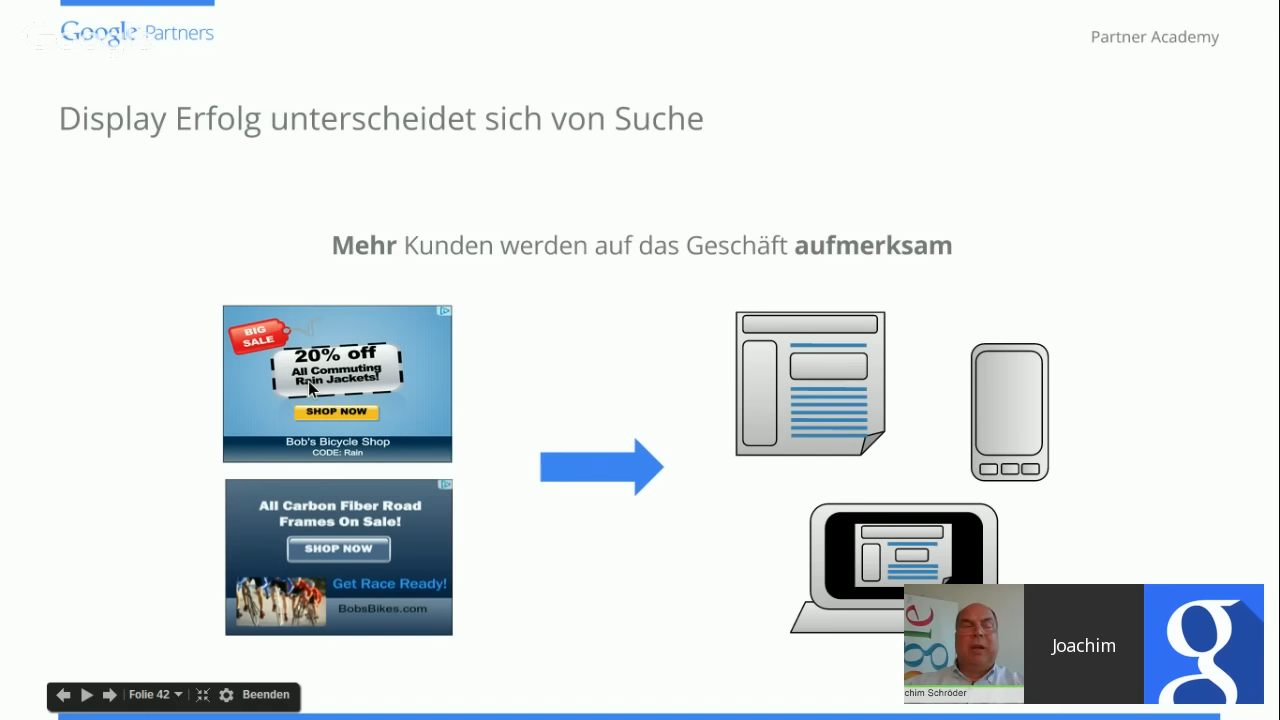 Google Partners
Partner Academy
Display Erfolg unterscheidet sich von Suche
Mehr Kunden werden auf das Geschäft aufmerksam
BIG
SALE
20% off
All Commuting
Rain Jackets!
SHOP NOW
Bob's Bicycle Shop
CODE: Rain
All Carbon Fiber Road
Frames On Sale!
SHOP NOW
Get Race Ready!
BobsBikes.com
Joachim
chim Schröder
Folie 42
Beenden